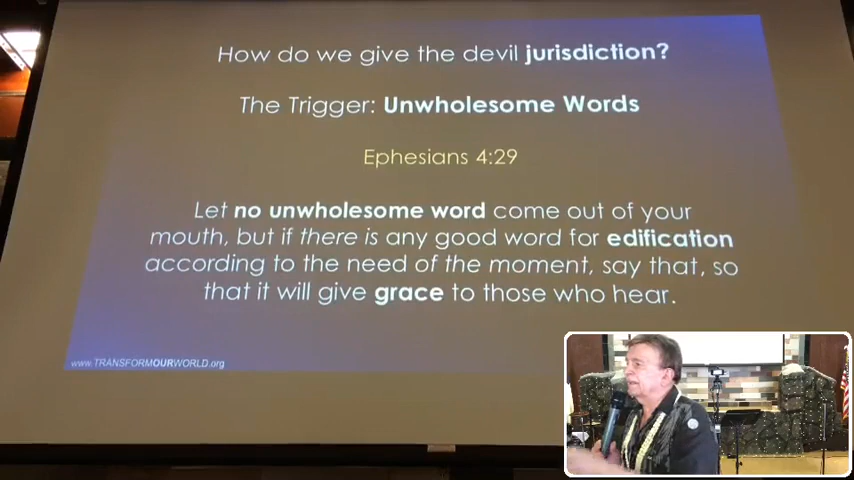 How do we give the devil jurisdiction?
The Trigger: Unwholesome Words
Ephesians 4:29
Let no unwholesome word come out of your
mouth, but if there is any good word for edification
according to the need of the moment, say that, so
that it will give grace to those who hear.
www.TRANSFORMOURWORLD.org